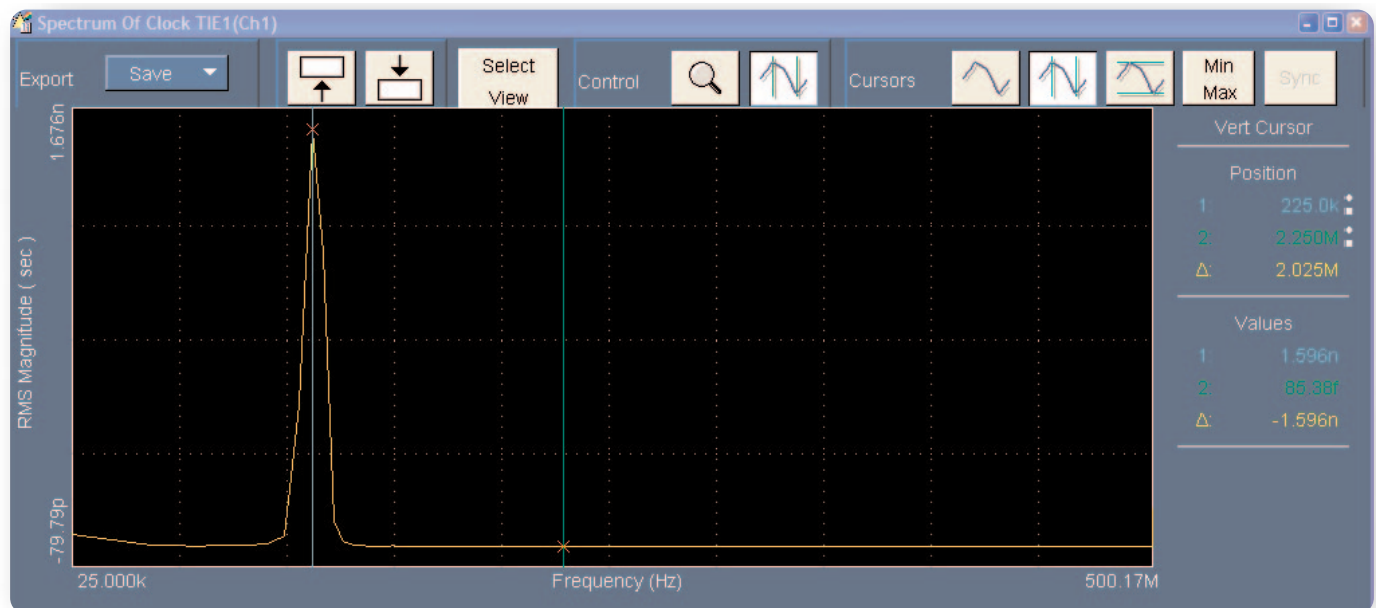 Spectrum Of Clock TIE1(Ch1)
Export
Save
Select
View
Control
Cursors
Min
Max
Sync
1.676n
RMS Magnitude ( sec )
-79.79p
25.000k
Frequency (Hz)
500.17M
Vert Cursor
Position
1: 225.0k
2: 2.250M
Δ: 2.025M
Values
1: 1.596n
2: 85.38f
Δ: -1.596n